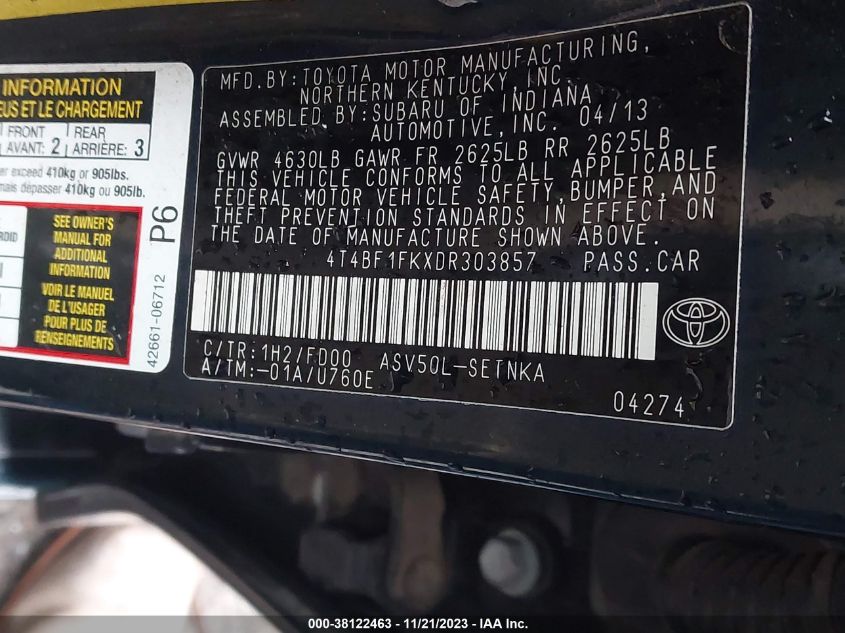 INFORMATION
EUS ET LE CHARGEMENT
FRONT
AVANT: 2
REAR
ARRIÈRE: 3
er exceed 410kg or 905lbs.
mais dépasser 410kg ou 905lb.
SEE OWNER'S
MANUAL FOR
ADDITIONAL
INFORMATION
VOIR LE MANUEL
DE L'USAGER
POUR PLUS DE
RENSEIGNEMENTS
P6
42661-06712
MFD.BY:TOYOTA MOTOR MANUFACTURING,
NORTHERN KENTUCKY,INC.
ASSEMBLED BY:SUBARU OF INDIANA
AUTOMOTIVE,INC. 04/13
GVWR 4630LB GAWR FR 2625LB RR 2625LB
THIS VEHICLE CONFORMS TO ALL APPLICABLE
FEDERAL MOTOR VEHICLE SAFETY,BUMPER,AND
THEFT PREVENTION STANDARDS IN EFFECT ON
THE DATE OF MANUFACTURE SHOWN ABOVE.
4T4BF1FKXDR303857 PASS.CAR
C/TR:1H2/FD00 ASV50L-SETNKA
A/TM:-01A/U760E
04274
000-38122463 - 11/21/2023 - IAA Inc.